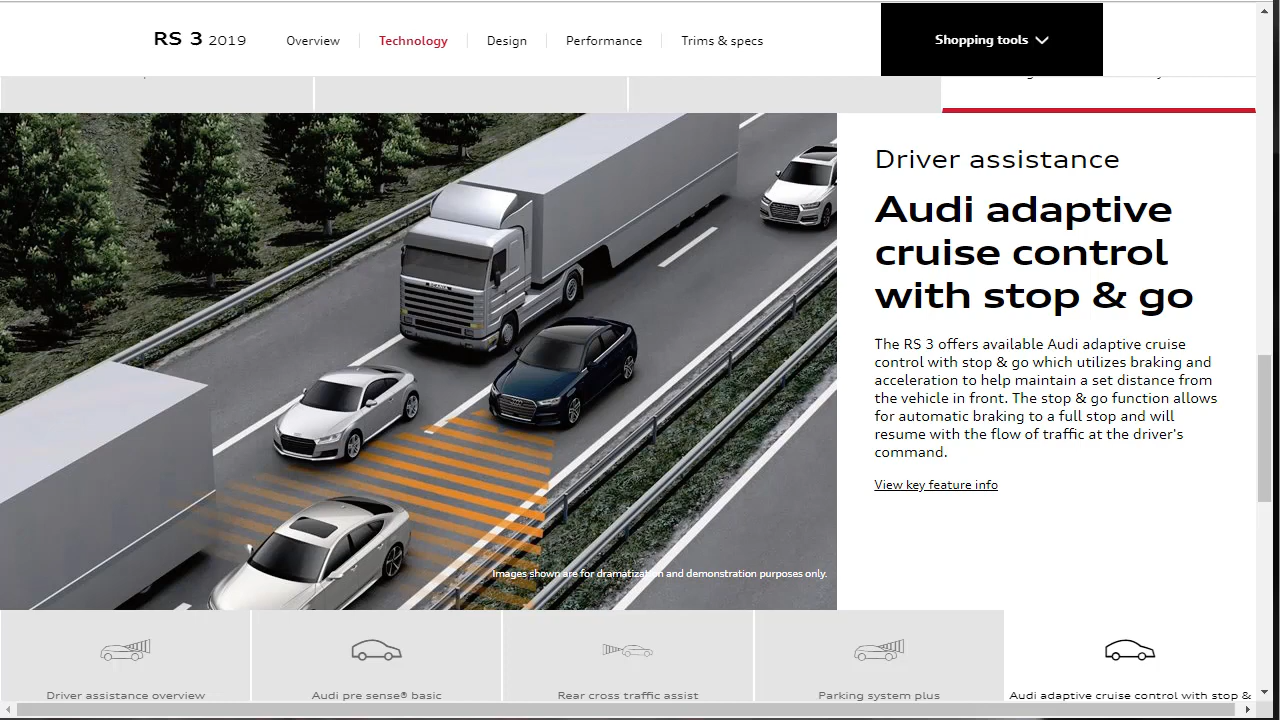 RS 3 2019
Overview
Technology
Design
Performance
Trims & specs
Shopping tools
Driver assistance
Audi adaptive
cruise control
with stop & go
The RS 3 offers available Audi adaptive cruise
control with stop & go which utilizes braking and
acceleration to help maintain a set distance from
the vehicle in front. The stop & go function allows
for automatic braking to a full stop and will
resume with the flow of traffic at the driver's
command.
View key feature info
Images shown are for dramatization and demonstration purposes only.
Driver assistance overview
Audi pre sense® basic
Rear cross traffic assist
Parking system plus
Audi adaptive cruise control with stop &